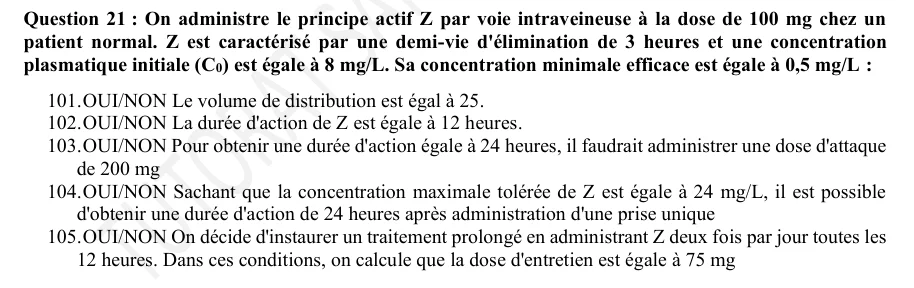 Question 21 : On administre le principe actif Z par voie intraveineuse à la dose de 100 mg chez un
patient normal. Z est caractérisé par une demi-vie d'élimination de 3 heures et une concentration
plasmatique initiale (C₀) est égale à 8 mg/L. Sa concentration minimale efficace est égale à 0,5 mg/L :
101.OUI/NON Le volume de distribution est égal à 25.
102.OUI/NON La durée d'action de Z est égale à 12 heures.
103.OUI/NON Pour obtenir une durée d'action égale à 24 heures, il faudrait administrer une dose d'attaque
de 200 mg
104.OUI/NON Sachant que la concentration maximale tolérée de Z est égale à 24 mg/L, il est possible
d'obtenir une durée d'action de 24 heures après administration d'une prise unique
105.OUI/NON On décide d'instaurer un traitement prolongé en administrant Z deux fois par jour toutes les
12 heures. Dans ces conditions, on calcule que la dose d'entretien est égale à 75 mg